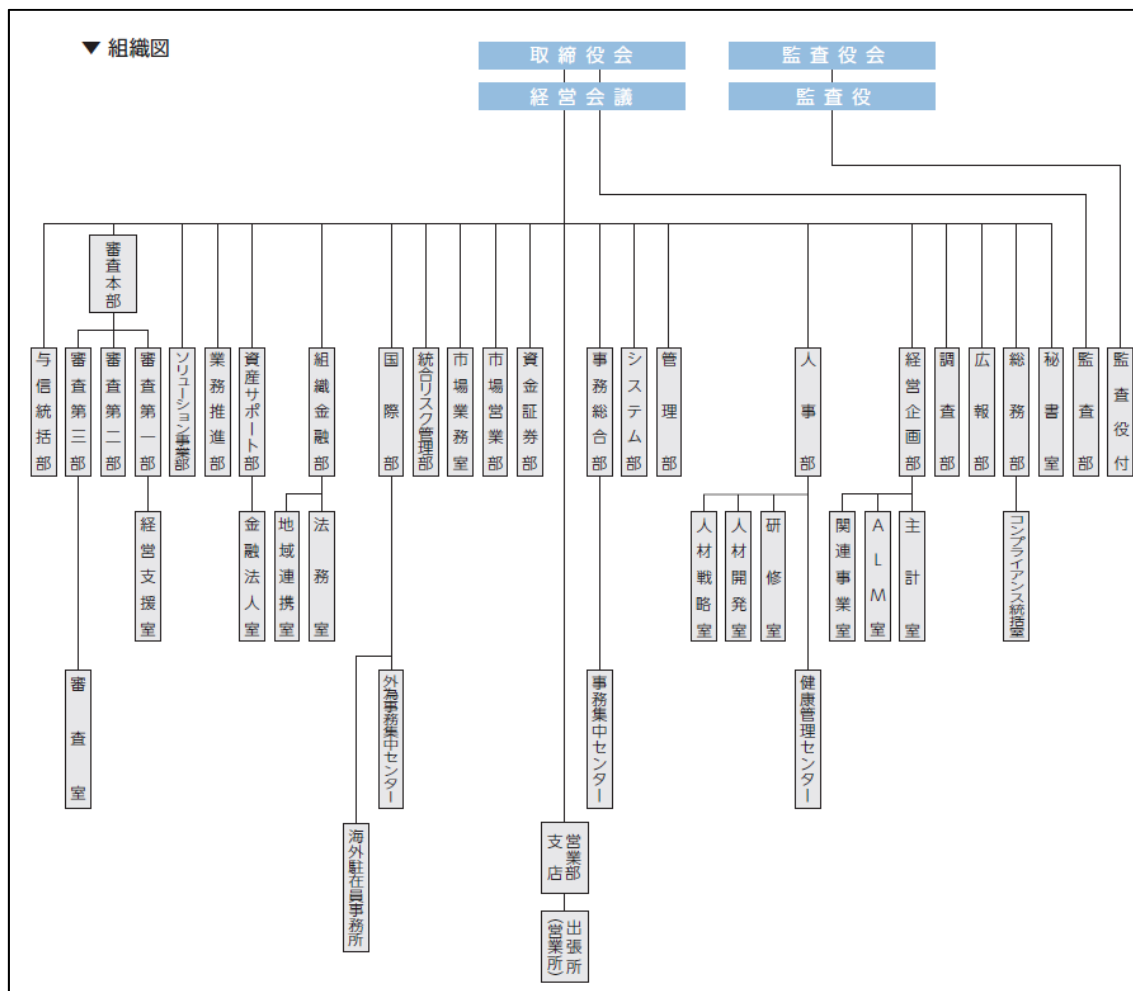 ▼ 組織図
取締役会
監査役会
経営会議
監査役
審査本部
与信統括部
審査第三部
審査第二部
審査第一部
ソリューション事業部
業務推進部
資産サポート部
組織金融部
国際部
統合リスク管理部
市場業務室
市場営業部
資金証券部
事務総合部
システム部
管理部
人事部
経営企画部
調査部
広報部
総務部
秘書室
監査部
監査役付
経営支援室
金融法人室
地域連携室
法務室
人材戦略室
人材開発室
研修室
関連事業室
ALM室
主計室
コンプライアンス統括室
審査室
外為事務集中センター
事務集中センター
健康管理センター
海外駐在員事務所
営業部
支店
出張所
(営業所)